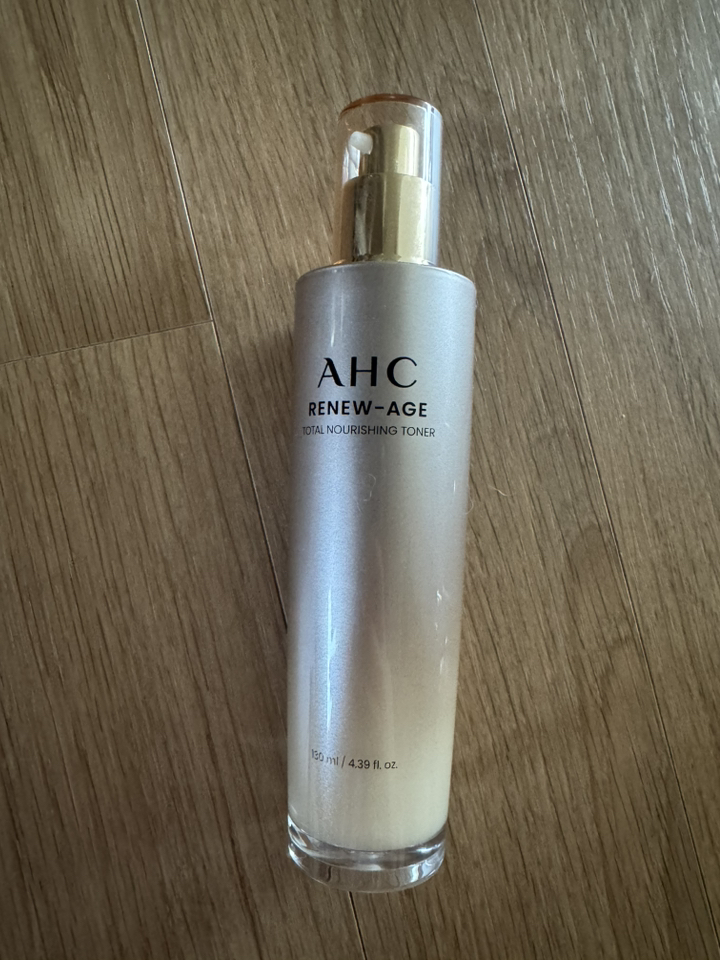 AHC
RENEW-AGE
TOTAL NOURISHING TONER
130 ml / 4.39 fl. oz.